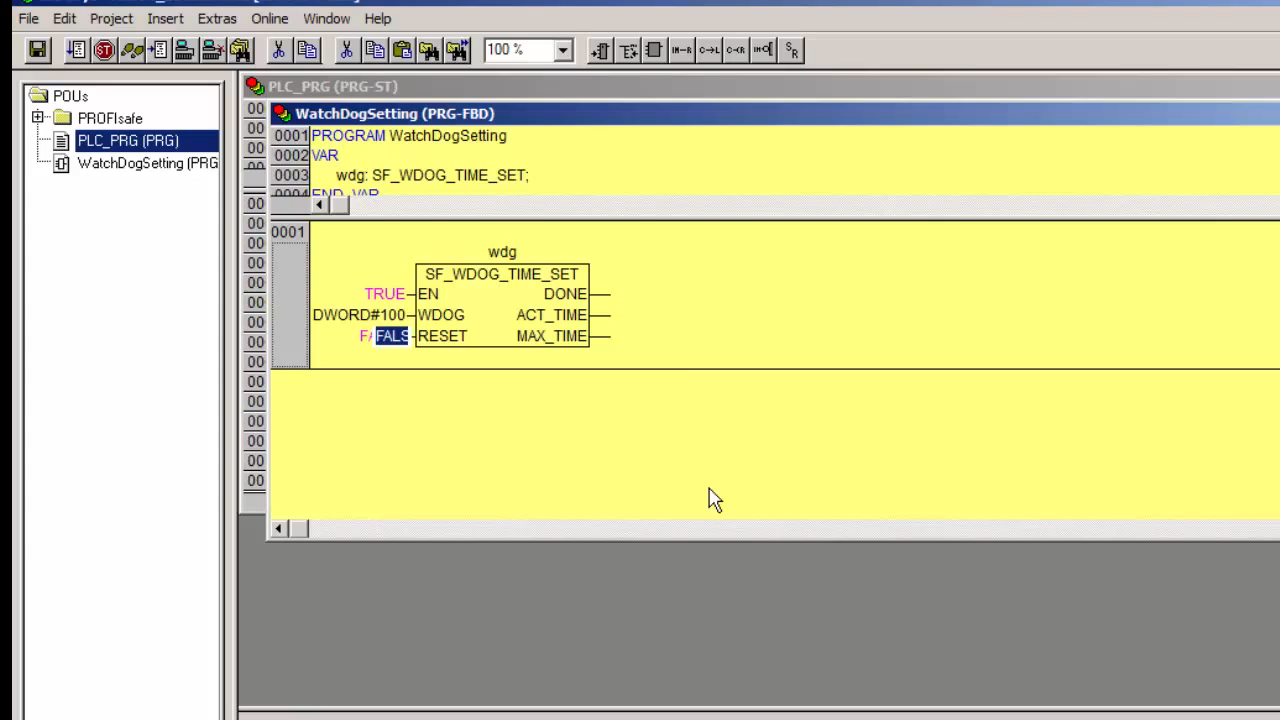 File Edit Project Insert Extras Online Window Help
100 %
POUs
PROFIsafe
PLC_PRG (PRG)
WatchDogSetting (PRG
PLC_PRG (PRG-ST)
WatchDogSetting (PRG-FBD)
0001 PROGRAM WatchDogSetting
0002 VAR
0003 wdg: SF_WDOG_TIME_SET;
0004 END_VAR
0001
wdg
SF_WDOG_TIME_SET
TRUE EN DONE
DWORD#100 WDOG ACT_TIME
FALS RESET MAX_TIME